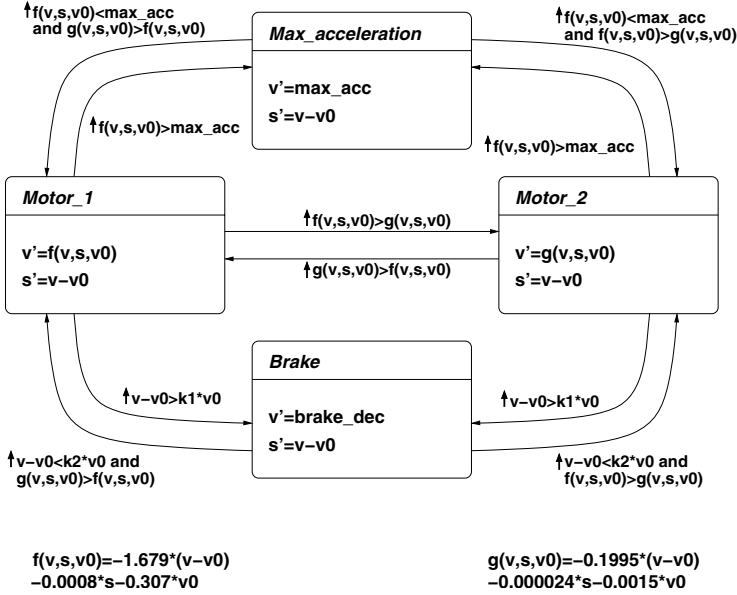 ↑f(v,s,v0)<max_acc
and g(v,s,v0)>f(v,s,v0)
Max_acceleration
v'=max_acc
s'=v−v0
↑f(v,s,v0)<max_acc
and f(v,s,v0)>g(v,s,v0)
↑f(v,s,v0)>max_acc
↑f(v,s,v0)>max_acc
Motor_1
v'=f(v,s,v0)
s'=v−v0
↑f(v,s,v0)>g(v,s,v0)
↑g(v,s,v0)>f(v,s,v0)
Motor_2
v'=g(v,s,v0)
s'=v−v0
Brake
v'=brake_dec
s'=v−v0
↑v−v0>k1*v0
↑v−v0>k1*v0
↑v−v0<k2*v0 and
g(v,s,v0)>f(v,s,v0)
↑v−v0<k2*v0 and
f(v,s,v0)>g(v,s,v0)
f(v,s,v0)=−1.679*(v−v0)
−0.0008*s−0.307*v0
g(v,s,v0)=−0.1995*(v−v0)
−0.000024*s−0.0015*v0